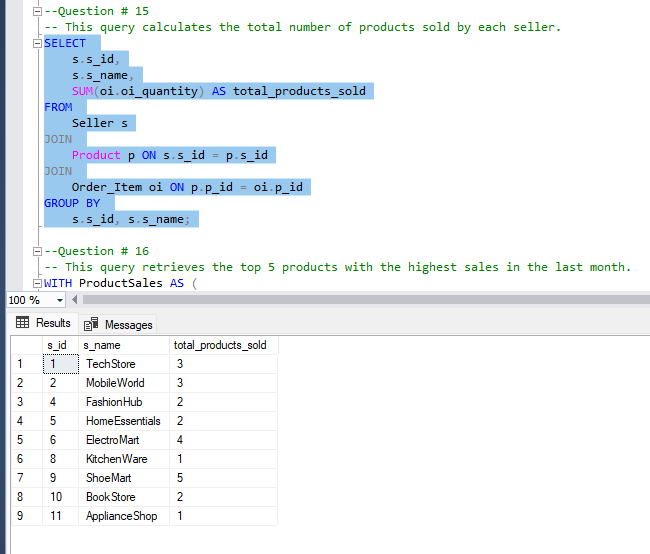 --Question # 15
-- This query calculates the total number of products sold by each seller.
SELECT
s.s_id,
s.s_name,
SUM(oi.oi_quantity) AS total_products_sold
FROM
Seller s
JOIN
Product p ON s.s_id = p.s_id
JOIN
Order_Item oi ON p.p_id = oi.p_id
GROUP BY
s.s_id, s.s_name;
--Question # 16
-- This query retrieves the top 5 products with the highest sales in the last month.
WITH ProductSales AS (
100 %
Results Messages
s_id s_name total_products_sold
1 1 TechStore 3
2 2 MobileWorld 3
3 4 FashionHub 2
4 5 HomeEssentials 2
5 6 ElectroMart 4
6 8 KitchenWare 1
7 9 ShoeMart 5
8 10 BookStore 2
9 11 ApplianceShop 1